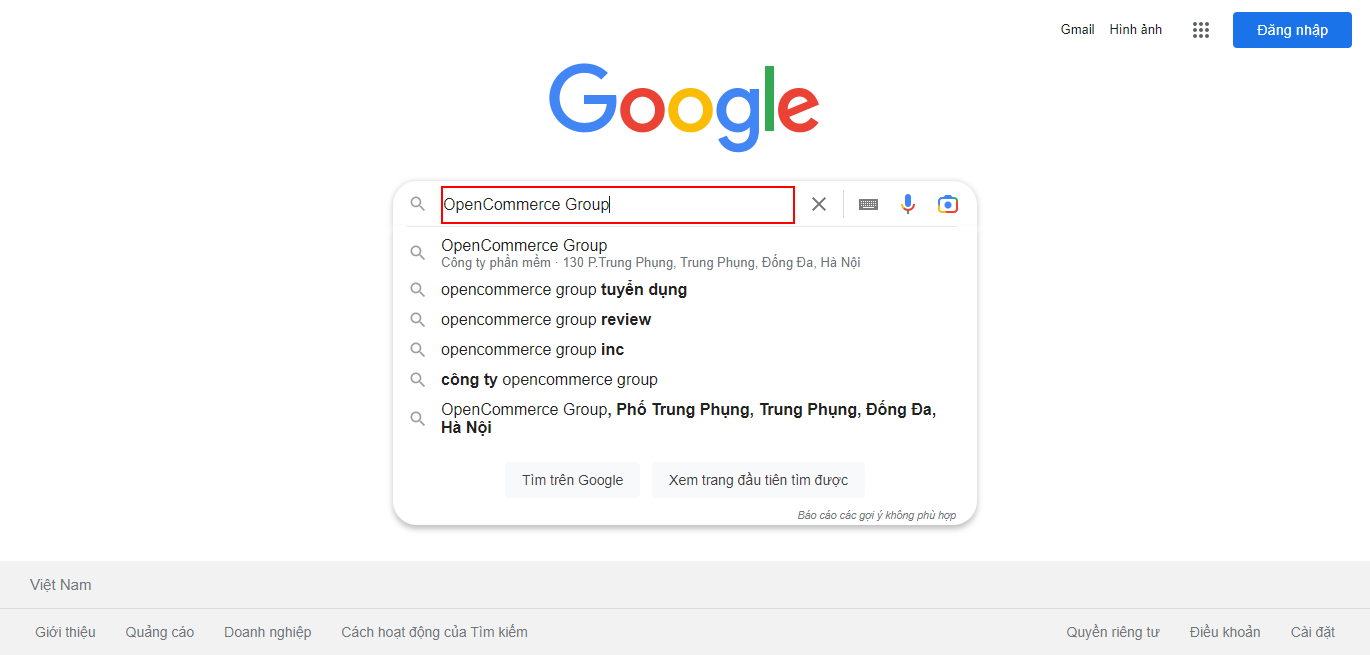 Gmail Hình ảnh Đăng nhập
Google
OpenCommerce Group
OpenCommerce Group
Công ty phần mềm · 130 P.Trung Phụng, Trung Phụng, Đống Đa, Hà Nội
opencommerce group tuyển dụng
opencommerce group review
opencommerce group inc
công ty opencommerce group
OpenCommerce Group, Phố Trung Phụng, Trung Phụng, Đống Đa,
Hà Nội
Tìm trên Google Xem trang đầu tiên tìm được
Báo cáo các gợi ý không phù hợp
Việt Nam
Giới thiệu Quảng cáo Doanh nghiệp Cách hoạt động của Tìm kiếm Quyền riêng tư Điều khoản Cài đặt